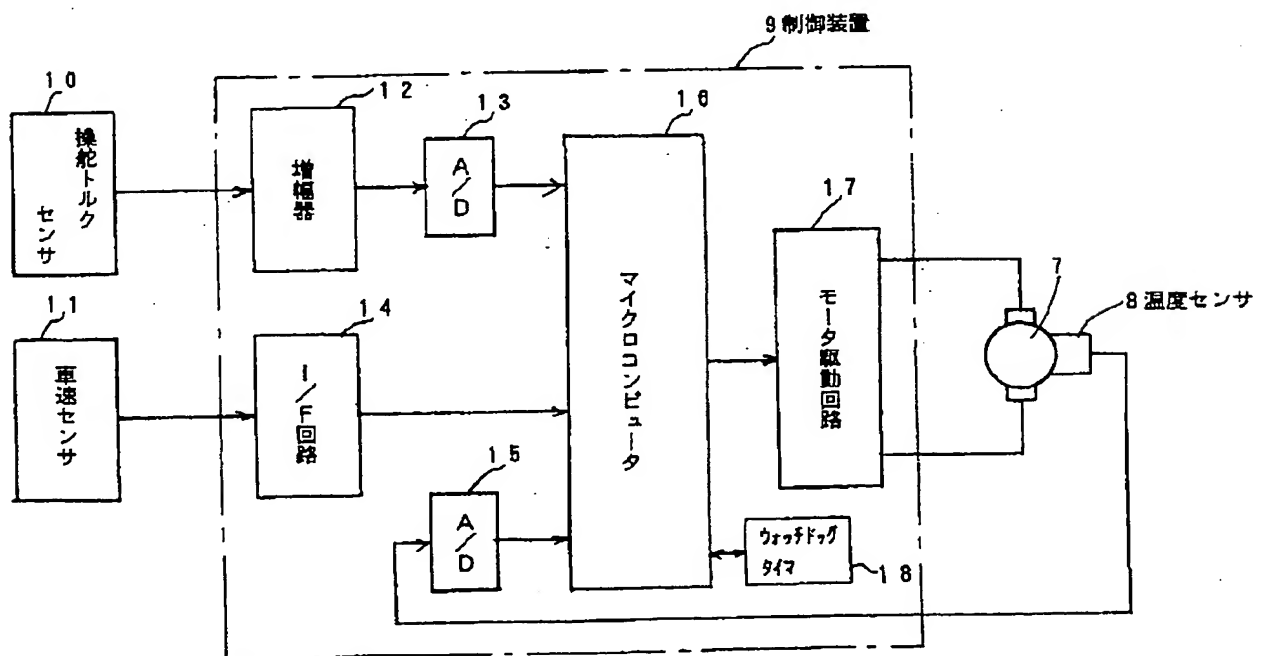 9 制御装置
10
操舵トルク
センサ
12
増幅器
13
A/D
16
マイクロコンピュータ
17
モータ駆動回路
7
8 温度センサ
11
車速センサ
14
I/F回路
15
A/D
ウォッチドッグ
タイマ
18